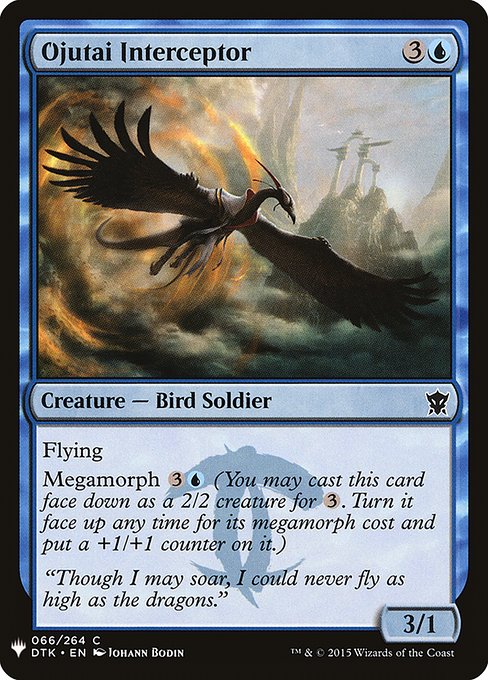 Ojutai Interceptor 3
Creature — Bird Soldier
Flying
Megamorph 3 (You may cast this card
face down as a 2/2 creature for 3. Turn it
face up any time for its megamorph cost and
put a +1/+1 counter on it.)
“Though I may soar, I could never fly as
high as the dragons.”
3/1
066/264 C
DTK • EN Johann Bodin
™ & © 2015 Wizards of the Coast